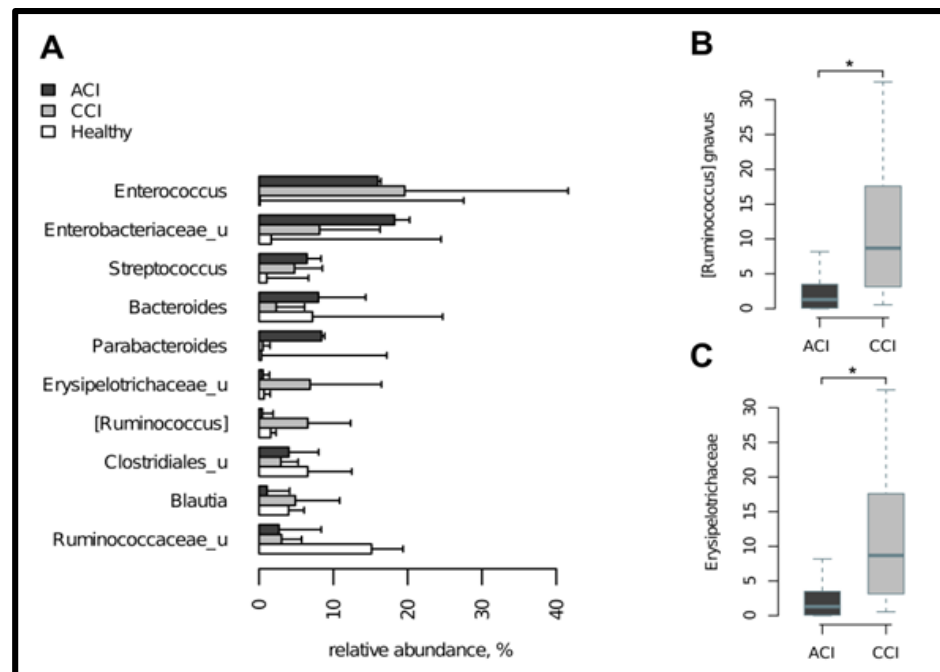 A
ACI
CCI
Healthy
Enterococcus
Enterobacteriaceae_u
Streptococcus
Bacteroides
Parabacteroides
Erysipelotrichaceae_u
[Ruminococcus]
Clostridiales_u
Blautia
Ruminococcaceae_u
0 10 20 30 40
relative abundance, %
B
*
[Ruminococcus] gnavus
30
25
20
15
10
5
0
ACI CCI
C
*
Erysipelotrichaceae
30
25
20
15
10
5
0
ACI CCI